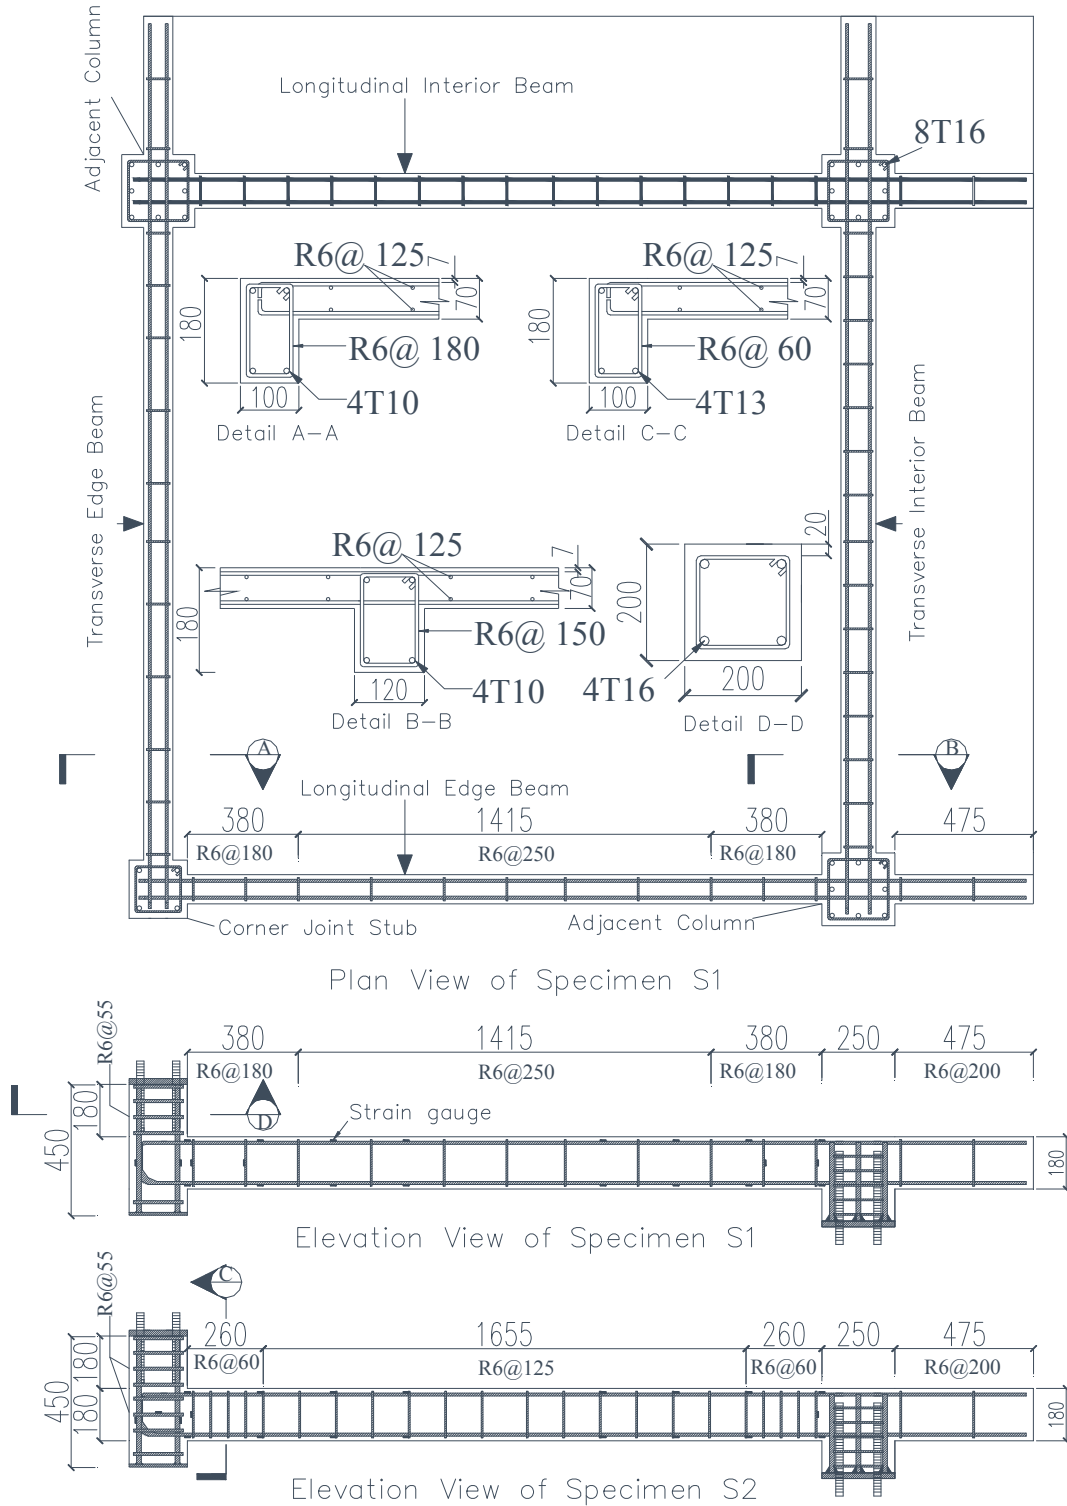 Adjacent Column
Longitudinal Interior Beam
8T16
R6@ 125
7
70
180
R6@ 180
4T10
100
Detail A-A
R6@ 125
7
70
180
R6@ 60
4T13
100
Detail C-C
Transverse Edge Beam
Transverse Interior Beam
R6@ 125
7
70
180
R6@ 150
4T10
120
Detail B-B
20
200
4T16
200
Detail D-D
A
B
Longitudinal Edge Beam
380
1415
380
475
R6@180
R6@250
R6@180
Corner Joint Stub
Adjacent Column
Plan View of Specimen S1
R6@55
380
1415
380
250
475
R6@180
R6@250
R6@180
R6@200
180
450
D
Strain gauge
180
Elevation View of Specimen S1
R6@55
C
260
1655
260
250
475
R6@60
R6@125
R6@60
R6@200
180
180
450
180
Elevation View of Specimen S2